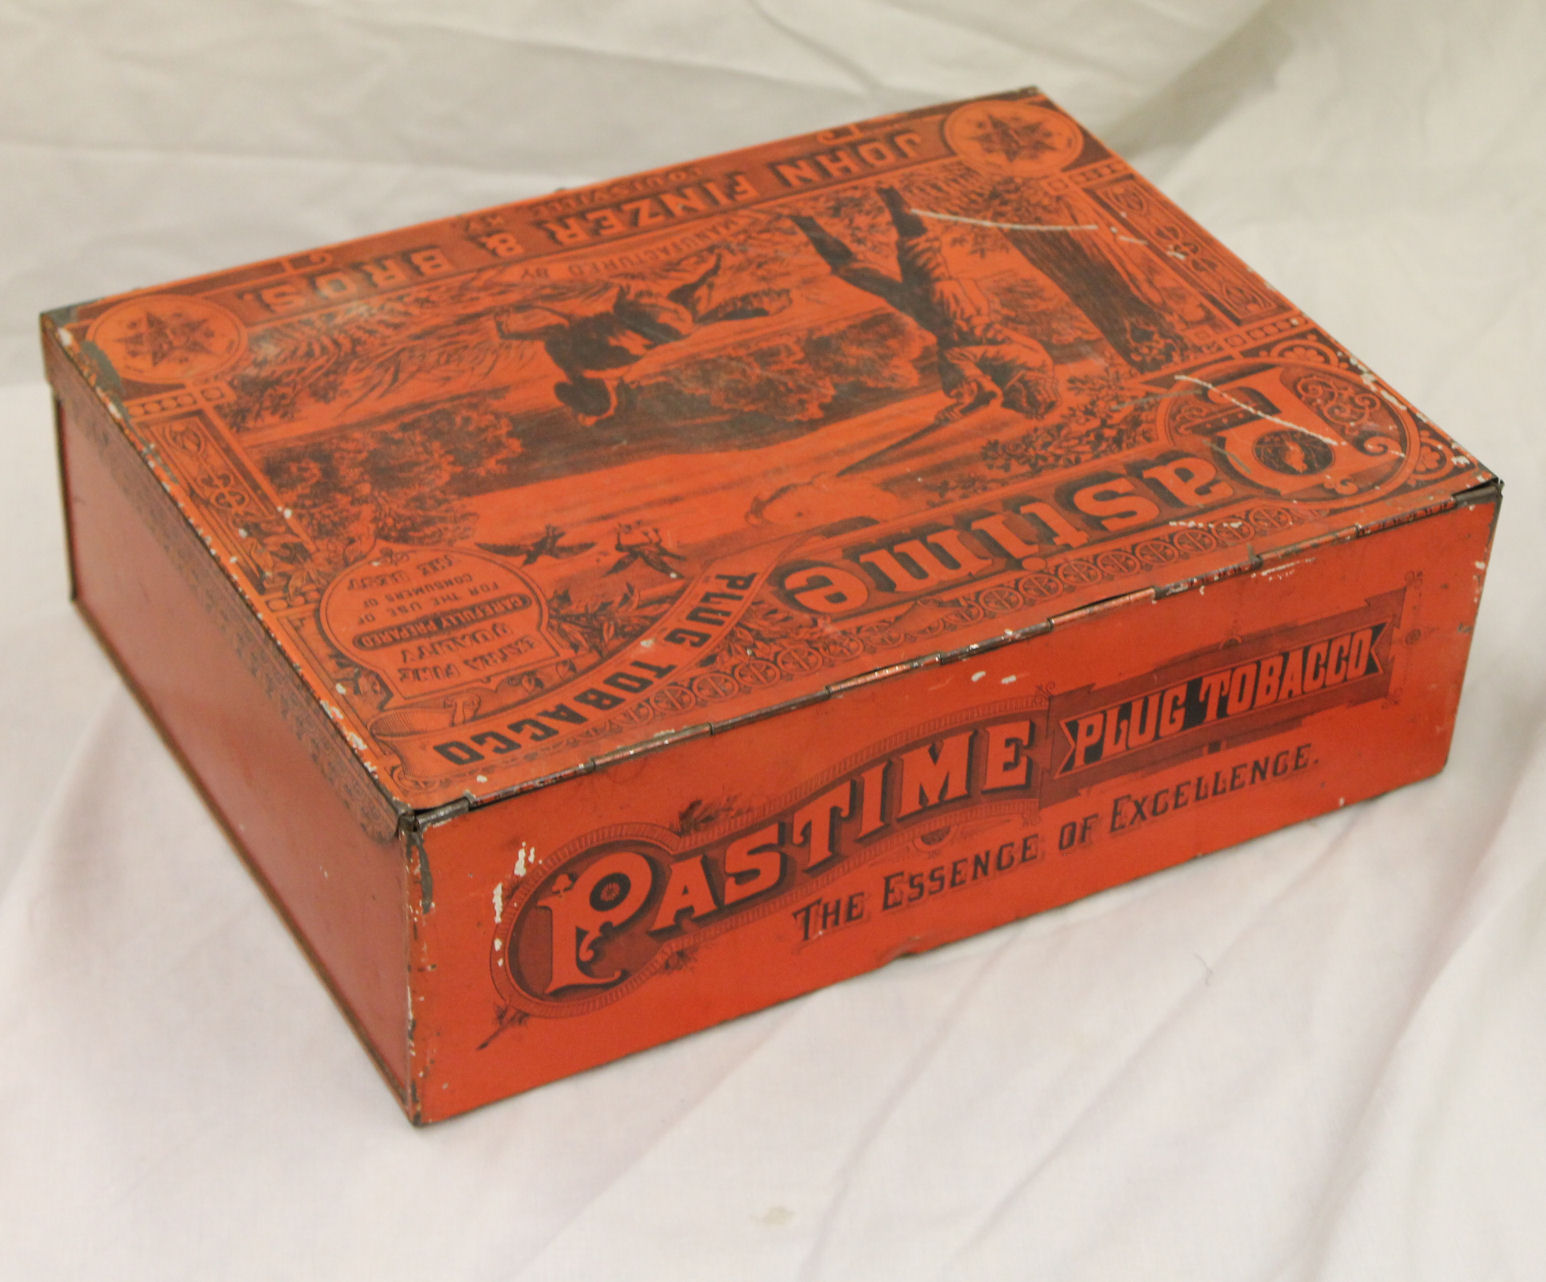 Pastime
PLUG TOBACCO
EXTRA FINE
QUALITY
CAREFULLY PREPARED
FOR THE USE OF
CONSUMERS OF
THE BEST
MANUFACTURED BY
JOHN FINZER & BROS.
LOUISVILLE KY.
PASTIME PLUG TOBACCO
THE ESSENCE OF EXCELLENCE.